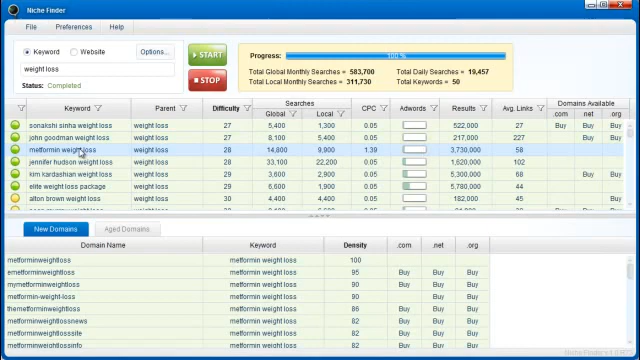 Niche Finder
File Preferences Help
Keyword Website Options...
weight loss
Status: Completed
START
STOP
Progress: 100 %
Total Global Monthly Searches = 583,700 Total Daily Searches = 19,457
Total Local Monthly Searches = 311,730 Total Keywords = 50
Keyword Parent Difficulty Searches Global Local CPC Adwords Results Avg. Links Domains Available .com .net .org
sonakshi sinha weight loss weight loss 27 5,400 1,300 0.05 522,000 27 Buy Buy Buy
john goodman weight loss weight loss 27 8,100 5,400 0.05 217,000 227 Buy Buy
metformin weight loss weight loss 28 14,800 9,900 1.39 3,730,000 58
jennifer hudson weight loss weight loss 28 33,100 22,200 0.05 1,620,000 102
kim kardashian weight loss weight loss 29 3,600 2,900 0.05 5,300,000 68 Buy Buy
elite weight loss package weight loss 29 6,600 1,900 0.05 5,780,000 44 Buy Buy
alton brown weight loss weight loss 30 4,400 4,400 0.05 182,000 45 Buy
New Domains Aged Domains
Domain Name Keyword Density .com .net .org
metforminweightloss metformin weight loss 100
emetforminweightloss metformin weight loss 95 Buy Buy Buy
mymetforminweightloss metformin weight loss 90 Buy Buy Buy
metformin-weight-loss metformin weight loss 90 Buy Buy
themetforminweightloss metformin weight loss 86 Buy Buy Buy
metforminweightlossnews metformin weight loss 82 Buy Buy Buy
metforminweightlosssite metformin weight loss 82 Buy Buy Buy
metforminweightlossinfo metformin weight loss 82 Buy Buy Buy